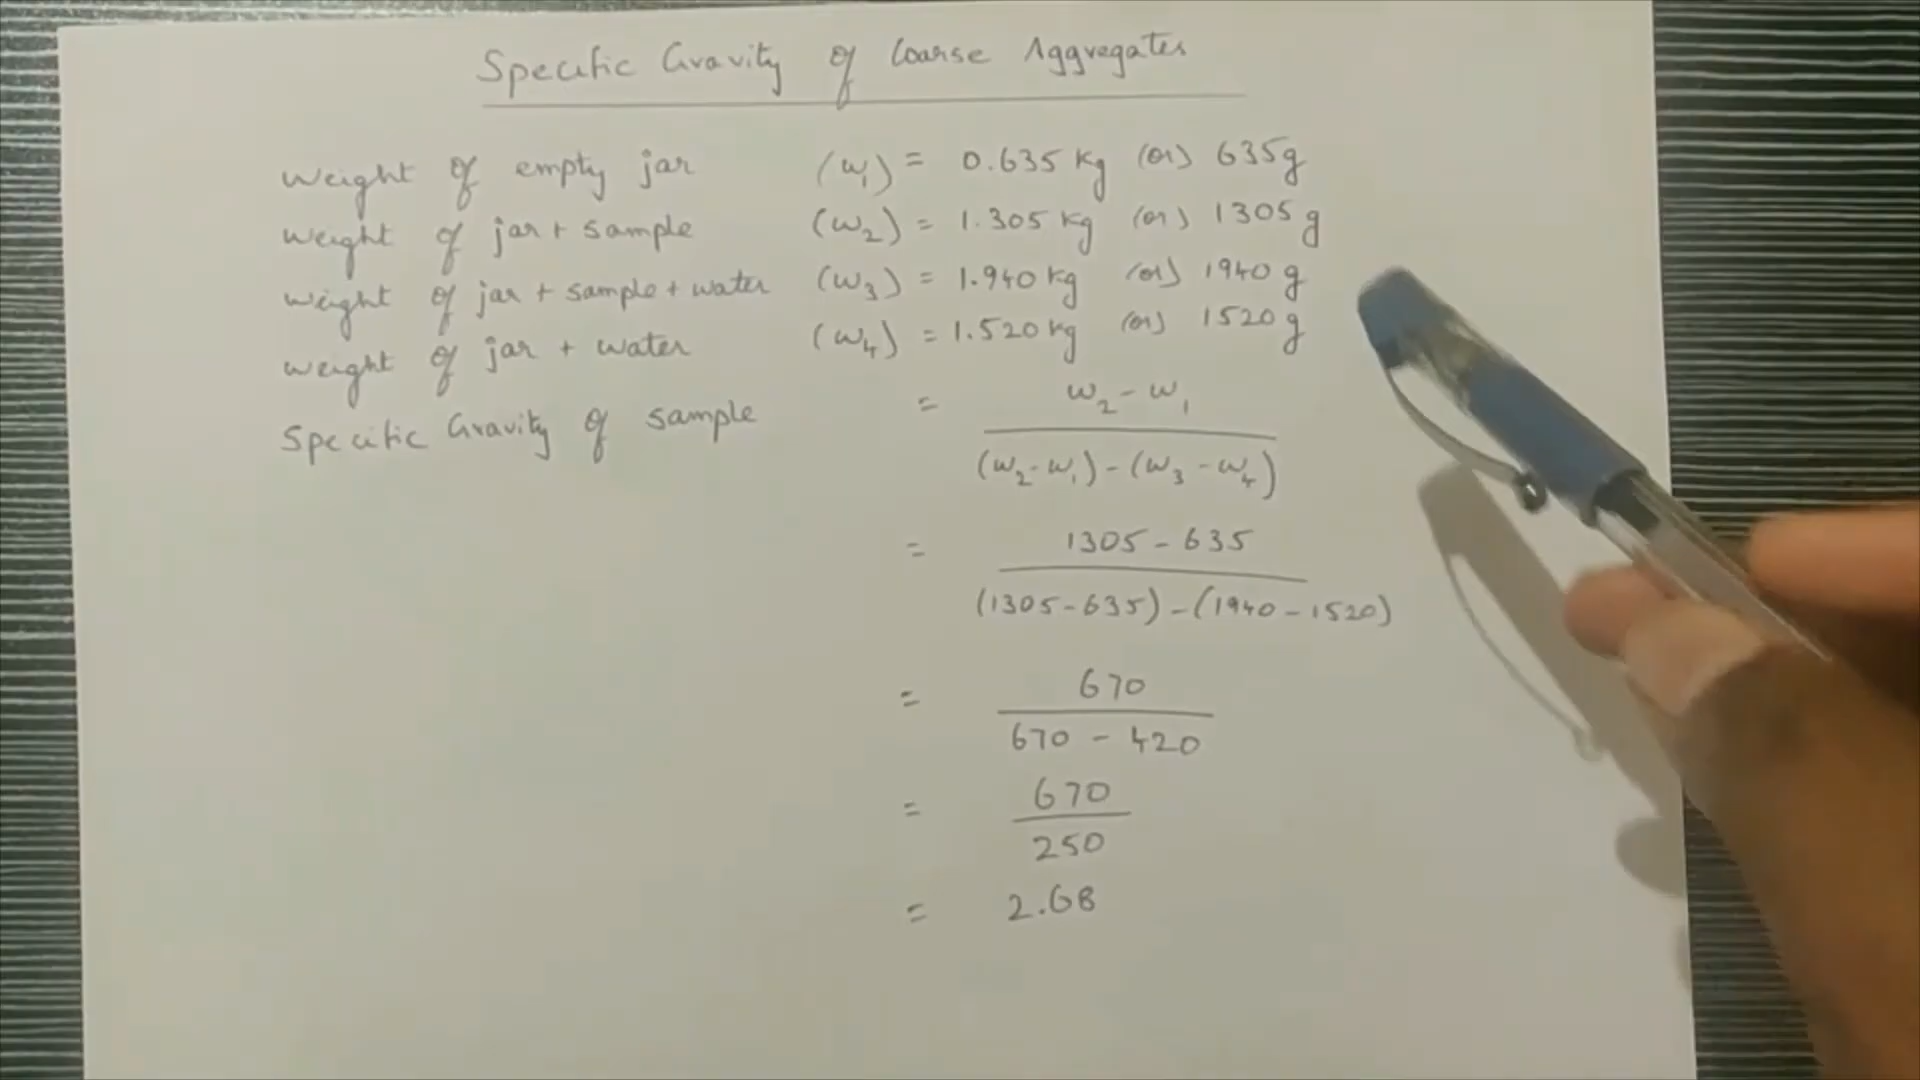 Specific Gravity of Coarse Aggregates
Weight of empty jar (w1) = 0.635 kg (or) 635g
Weight of jar + sample (w2) = 1.305 kg (or) 1305 g
Weight of jar + sample + water (w3) = 1.940 kg (or) 1940 g
Weight of jar + water (w4) = 1.520 kg (or) 1520 g
Specific Gravity of sample = w2 - w1
(w2 - w1) - (w3 - w4)
= 1305 - 635
(1305 - 635) - (1940 - 1520)
= 670
670 - 420
= 670
250
= 2.68